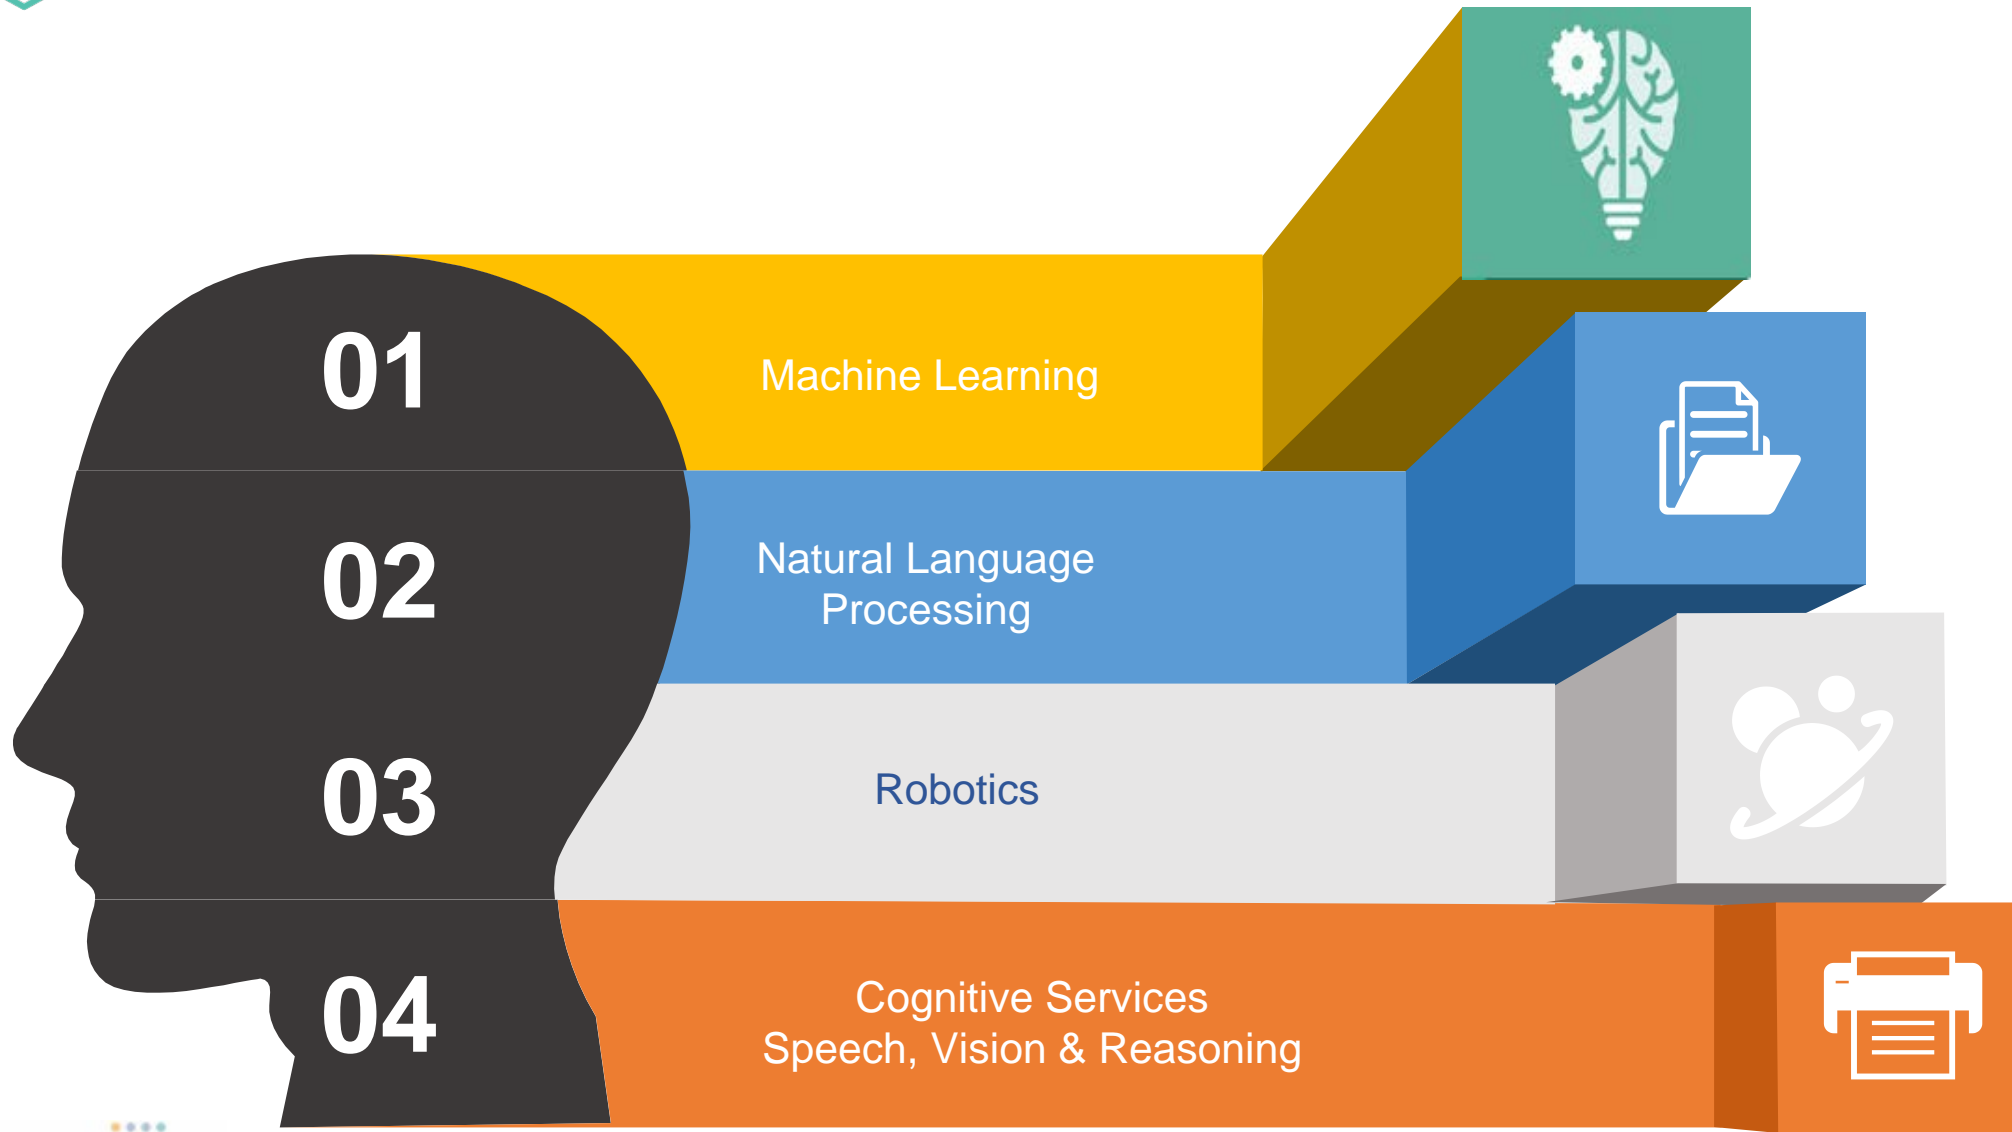 01
Machine Learning
02
Natural Language
Processing
03
Robotics
04
Cognitive Services
Speech, Vision & Reasoning